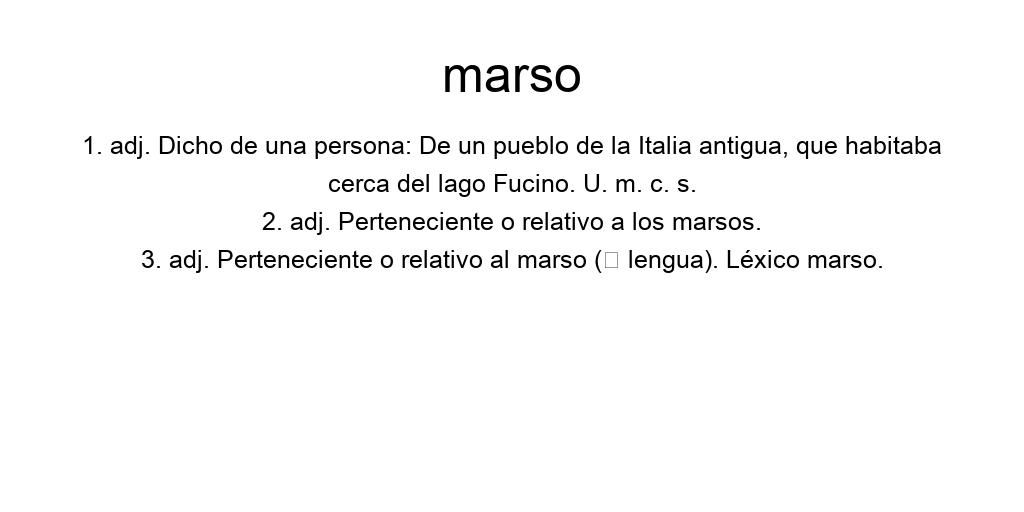 marso
1. adj. Dicho de una persona: De un pueblo de la Italia antigua, que habitaba
cerca del lago Fucino. U. m. c. s.
2. adj. Perteneciente o relativo a los marsos.
3. adj. Perteneciente o relativo al marso (□ lengua). Léxico marso.